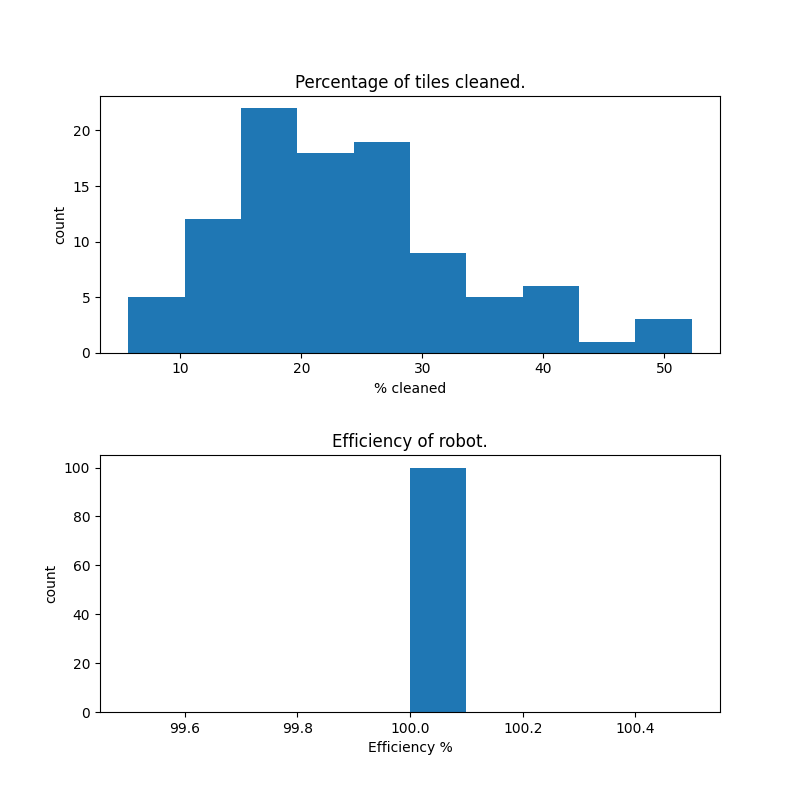 Percentage of tiles cleaned.
20
15
10
5
0
count
10 20 30 40 50
% cleaned
Efficiency of robot.
100
80
60
40
20
0
count
99.6 99.8 100.0 100.2 100.4
Efficiency %